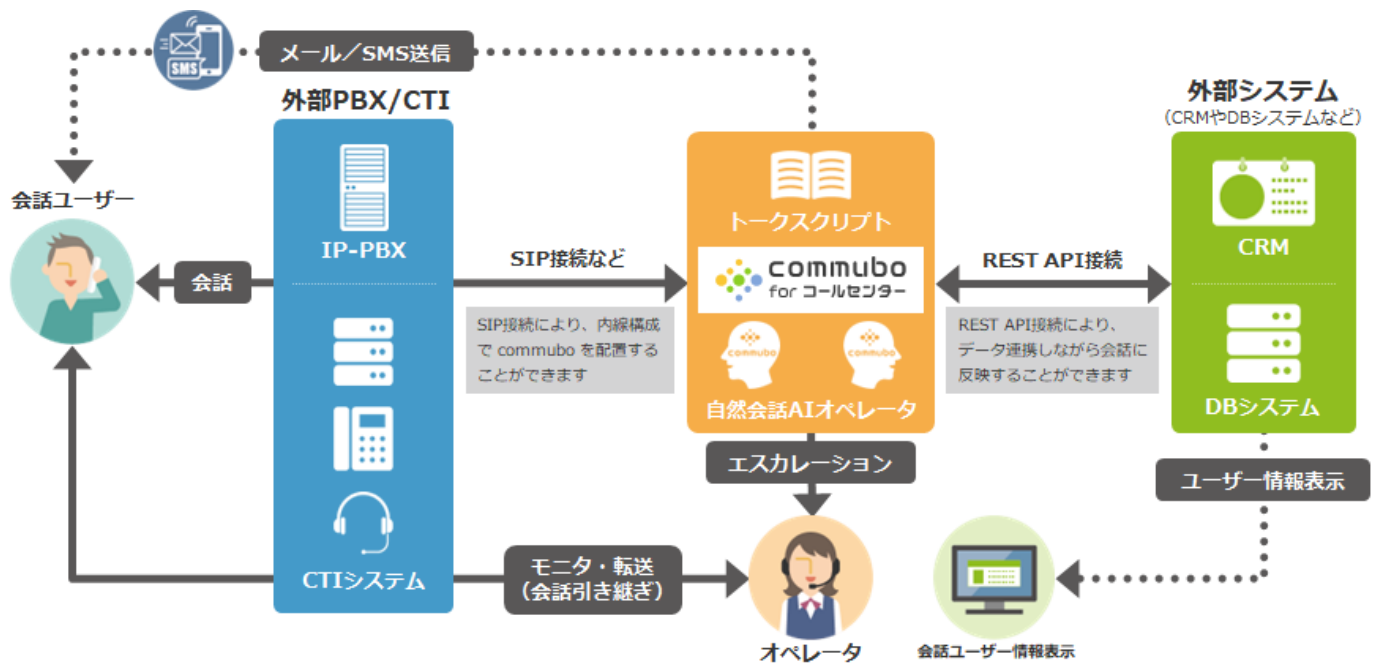 SMS
メール／SMS送信
外部PBX/CTI
外部システム
（CRMやDBシステムなど）
会話ユーザー
IP-PBX
トークスクリプト
CRM
会話
SIP接続など
commubo
for コールセンター
REST API接続
SIP接続により、内線構成
で commubo を配置する
ことができます
commubo
commubo
REST API接続により、
データ連携しながら会話に
反映することができます
自然会話AIオペレータ
DBシステム
エスカレーション
ユーザー情報表示
CTIシステム
モニタ・転送
（会話引き継ぎ）
オペレータ
会話ユーザー情報表示